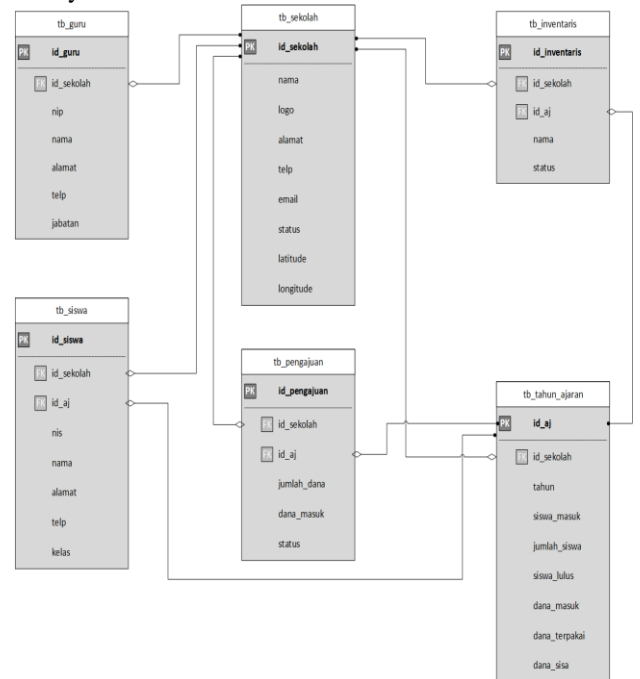 tb_guru
PK id_guru
FK id_sekolah
nip
nama
alamat
telp
jabatan
tb_sekolah
PK id_sekolah
nama
logo
alamat
telp
email
status
latitude
longitude
tb_inventaris
PK id_inventaris
FK id_sekolah
FK id_aj
nama
status
tb_siswa
PK id_siswa
FK id_sekolah
FK id_aj
nis
nama
alamat
telp
kelas
tb_pengajuan
PK id_pengajuan
FK id_sekolah
FK id_aj
jumlah_dana
dana_masuk
status
tb_tahun_ajaran
PK id_aj
FK id_sekolah
tahun
siswa_masuk
jumlah_siswa
siswa_lulus
dana_masuk
dana_terpakai
dana_sisa